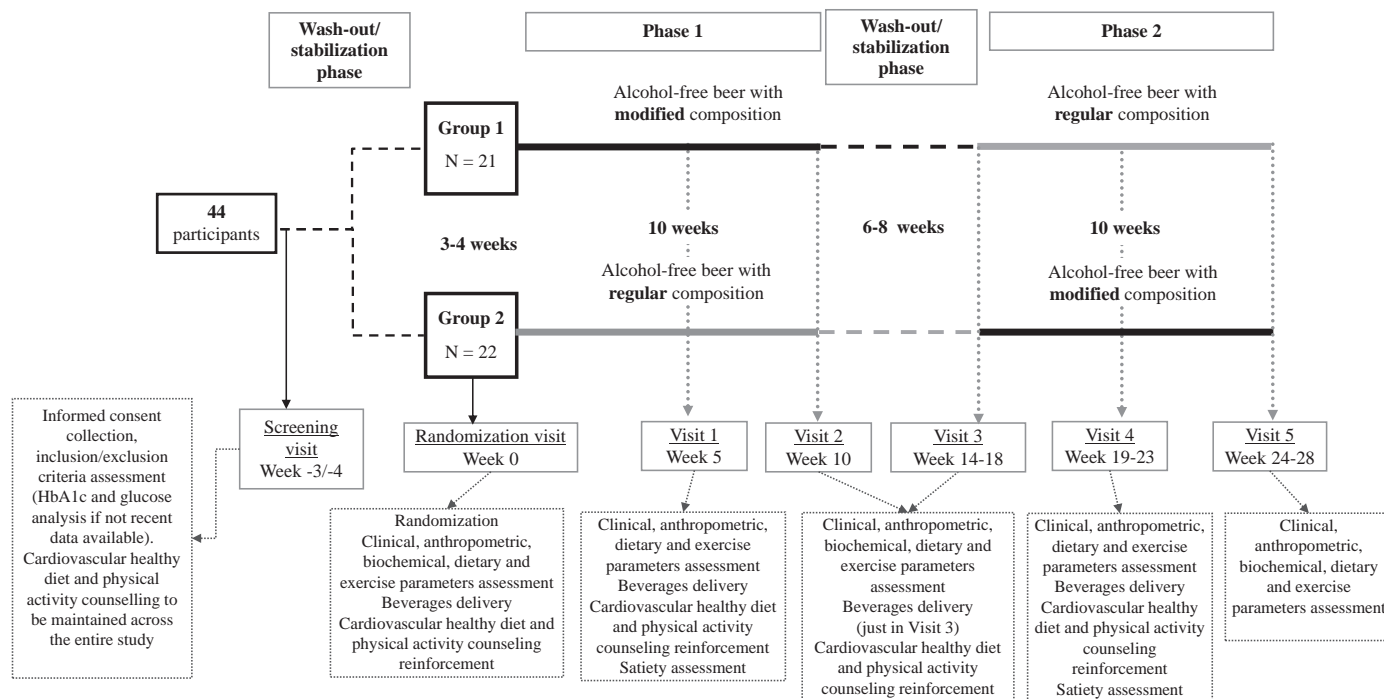 Wash-out/
stabilization
phase
Phase 1
Wash-out/
stabilization
phase
Phase 2
Alcohol-free beer with
modified composition
Alcohol-free beer with
regular composition
Group 1
N = 21
44
participants
3-4 weeks
10 weeks
6-8 weeks
10 weeks
Alcohol-free beer with
regular composition
Alcohol-free beer with
modified composition
Group 2
N = 22
Screening
visit
Week -3/-4
Randomization visit
Week 0
Visit 1
Week 5
Visit 2
Week 10
Visit 3
Week 14-18
Visit 4
Week 19-23
Visit 5
Week 24-28
Informed consent
collection,
inclusion/exclusion
criteria assessment
(HbA1c and glucose
analysis if not recent
data available).
Cardiovascular healthy
diet and physical
activity counselling to
be maintained across
the entire study
Randomization
Clinical, anthropometric,
biochemical, dietary and
exercise parameters assessment
Beverages delivery
Cardiovascular healthy diet and
physical activity counseling
reinforcement
Clinical, anthropometric,
dietary and exercise
parameters assessment
Beverages delivery
Cardiovascular healthy diet
and physical activity
counseling reinforcement
Satiety assessment
Clinical, anthropometric,
biochemical, dietary and
exercise parameters
assessment
Beverages delivery
(just in Visit 3)
Cardiovascular healthy diet
and physical activity
counseling reinforcement
Clinical, anthropometric,
dietary and exercise
parameters assessment
Beverages delivery
Cardiovascular healthy
diet and physical activity
counseling
reinforcement
Satiety assessment
Clinical,
anthropometric,
biochemical, dietary
and exercise
parameters assessment